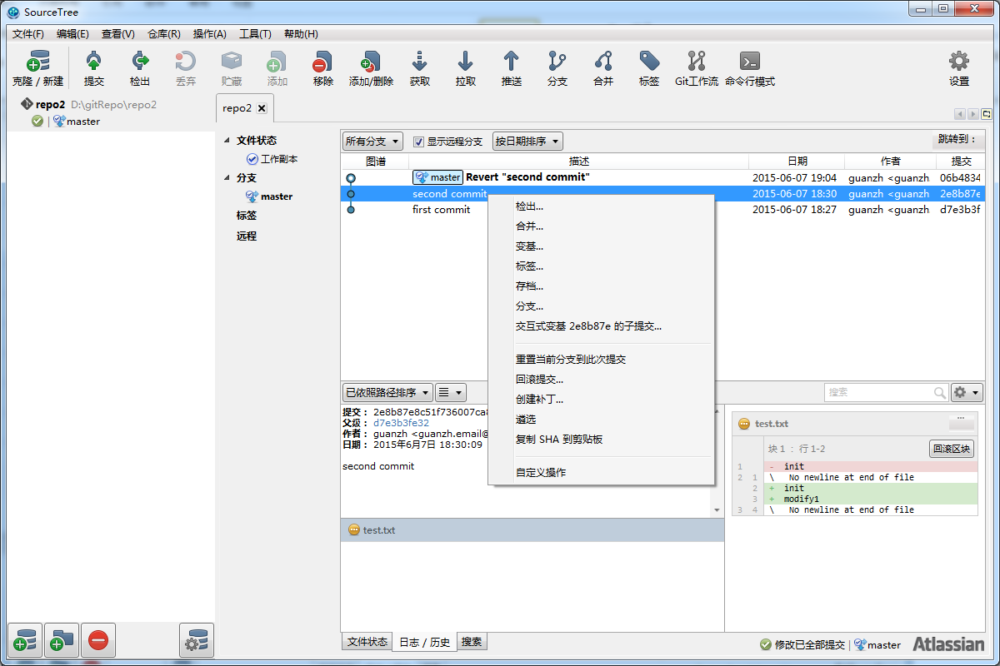 SourceTree
文件(F) 编辑(E) 查看(V) 仓库(R) 操作(A) 工具(T) 帮助(H)
克隆 / 新建 提交 检出 丢弃 贮藏 添加 移除 添加/删除 获取 拉取 推送 分支 合并 标签 Git工作流 命令行模式 设置
repo2 D:\gitRepo\repo2
master
repo2
文件状态
工作副本
分支
master
标签
远程
所有分支 显示远程分支 按日期排序 跳转到：
图谱 描述 日期 作者 提交
master Revert "second commit" 2015-06-07 19:04 guanzh <guanzh 06b4834
second commit 2015-06-07 18:30 guanzh <guanzh 2e8b87e
first commit 2015-06-07 18:27 guanzh <guanzh d7e3b3f
检出...
合并...
变基...
标签...
存档...
分支...
交互式变基 2e8b87e 的子提交...
重置当前分支到此次提交
回滚提交...
创建补丁...
遴选
复制 SHA 到剪贴板
自定义操作
已依照路径排序 搜索
提交： 2e8b87e8c51f736007ca8
父级： d7e3b3fe32
作者： guanzh <guanzh.email@
日期： 2015年6月7日 18:30:09
second commit
test.txt
test.txt
块 1 : 行 1-2 回滚区块
1 - init
2 1 \ No newline at end of file
2 + init
3 + modify1
3 4 \ No newline at end of file
文件状态 日志 / 历史 搜索
修改已全部提交 master Atlassian